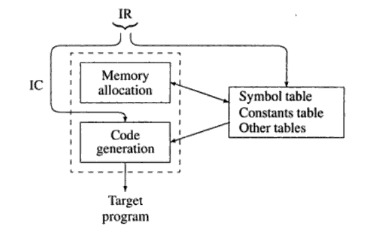 IR
IC
Memory
allocation
Code
generation
Symbol table
Constants table
Other tables
Target
program